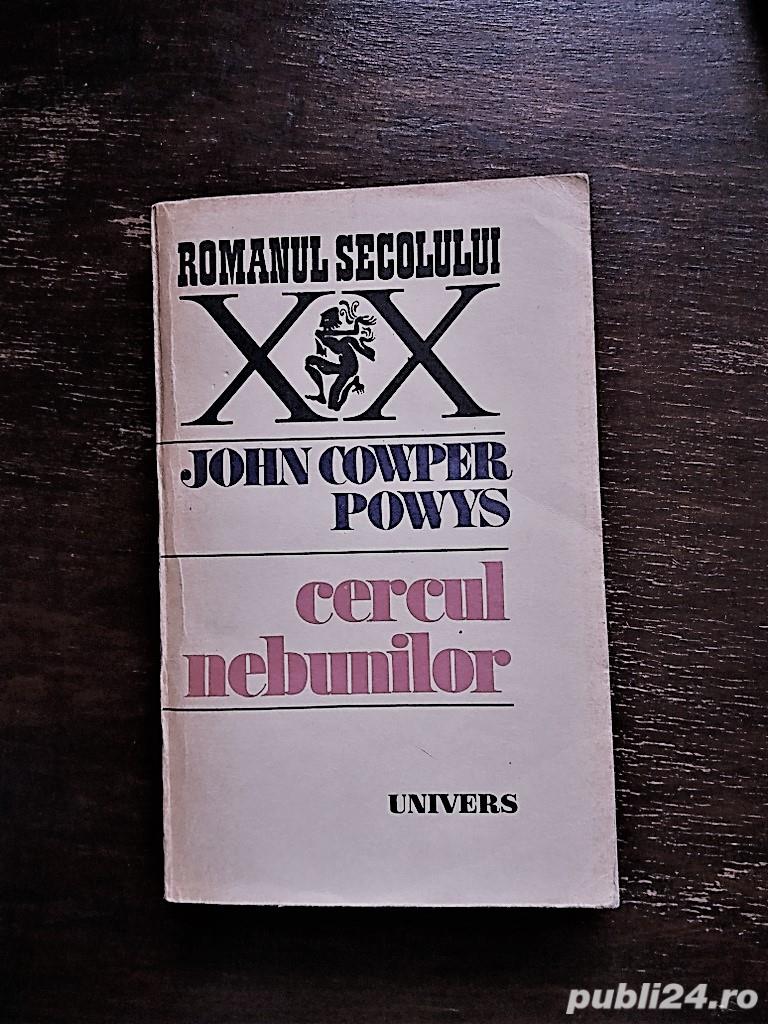 ROMANUL SECOLULUI
XX
JOHN COWPER
POWYS
cercul
nebunilor
UNIVERS
publi24.ro